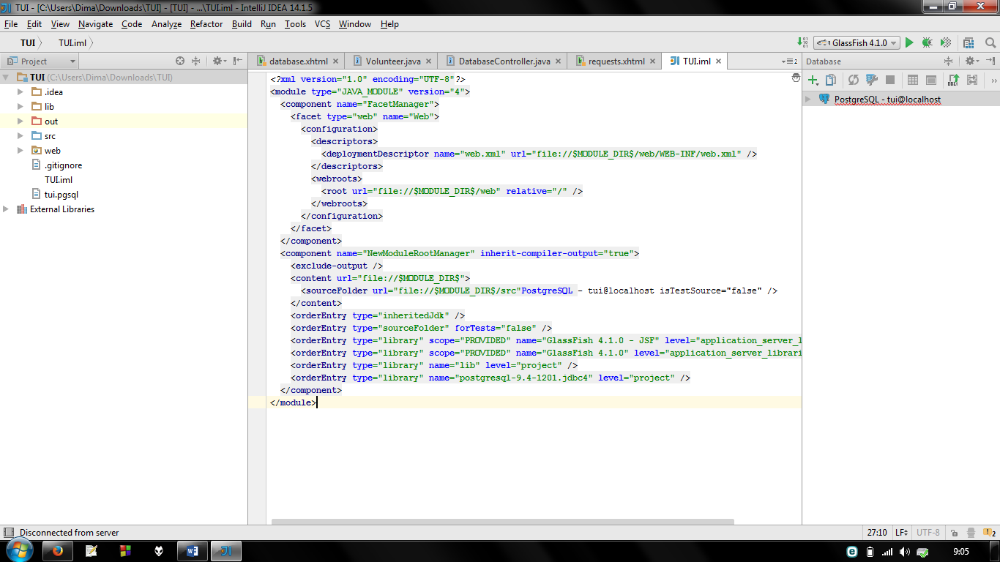 TUI - [C:\Users\Dima\Downloads\TUI] - [TUI] - ...\TUI.iml - IntelliJ IDEA 14.1.5
File Edit View Navigate Code Analyze Refactor Build Run Tools VCS Window Help
TUI TUI.iml
GlassFish 4.1.0
Project
database.xhtml Volunteer.java DatabaseController.java requests.xhtml TUI.iml
2
Database
TUI (C:\Users\Dima\Downloads\TUI)
.idea
lib
out
src
web
.gitignore
TUI.iml
tui.pgsql
External Libraries
<?xml version="1.0" encoding="UTF-8"?>
<module type="JAVA_MODULE" version="4">
<component name="FacetManager">
<facet type="web" name="Web">
<configuration>
<descriptors>
<deploymentDescriptor name="web.xml" url="file://$MODULE_DIR$/web/WEB-INF/web.xml" />
</descriptors>
<webroots>
<root url="file://$MODULE_DIR$/web" relative="/" />
</webroots>
</configuration>
</facet>
</component>
<component name="NewModuleRootManager" inherit-compiler-output="true">
<exclude-output />
<content url="file://$MODULE_DIR$">
<sourceFolder url="file://$MODULE_DIR$/src"PostgreSQL - tui@localhost isTestSource="false" />
</content>
<orderEntry type="inheritedJdk" />
<orderEntry type="sourceFolder" forTests="false" />
<orderEntry type="library" scope="PROVIDED" name="GlassFish 4.1.0 - JSF" level="application_server_l
<orderEntry type="library" scope="PROVIDED" name="GlassFish 4.1.0" level="application_server_librari
<orderEntry type="library" name="lib" level="project" />
<orderEntry type="library" name="postgresql-9.4-1201.jdbc4" level="project" />
</component>
</module>
PostgreSQL - tui@localhost
Disconnected from server
27:10 LF UTF-8 2
9:05